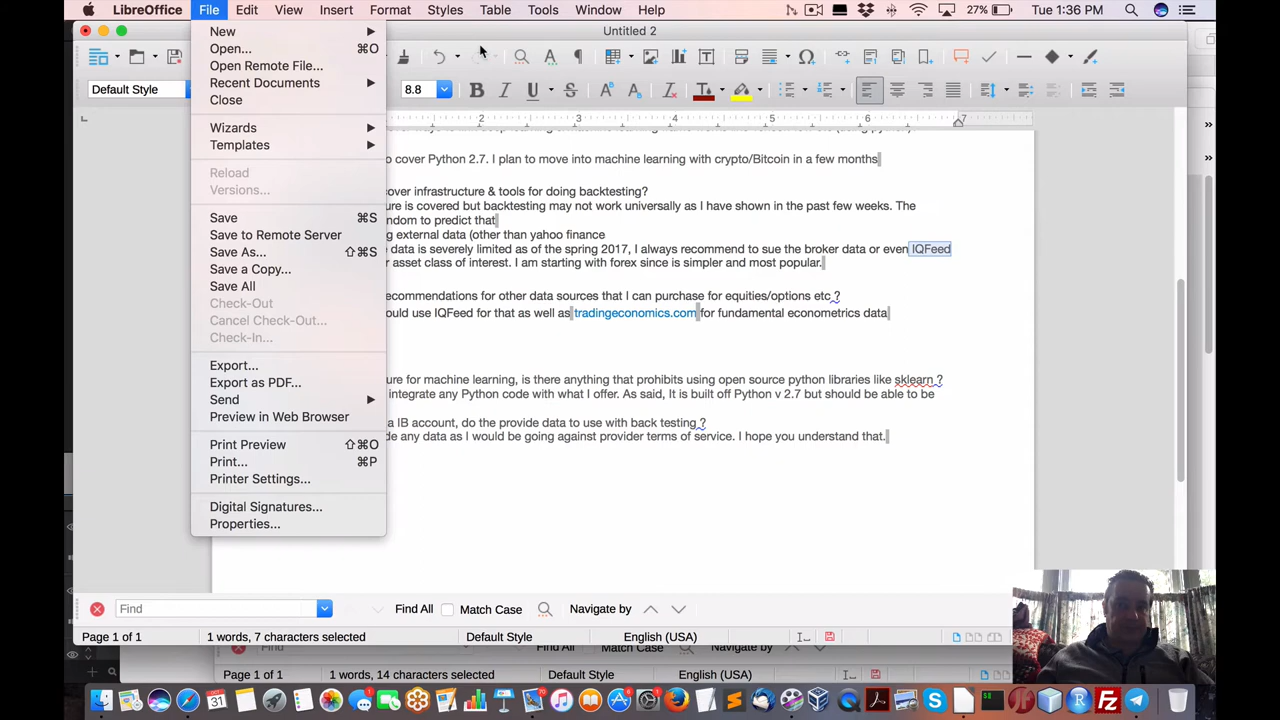 LibreOffice File Edit View Insert Format Styles Table Tools Window Help 27% Tue 1:36 PM
Untitled 2
New
Open... ⌘O
Open Remote File...
Recent Documents
Close
Wizards
Templates
Reload
Versions...
Save ⌘S
Save to Remote Server
Save As... ⇧⌘S
Save a Copy...
Save All
Check-Out
Cancel Check-Out...
Check-In...
Export...
Export as PDF...
Send
Preview in Web Browser
Print Preview ⇧⌘O
Print... ⌘P
Printer Settings...
Digital Signatures...
Properties...
Default Style 8.8
2 3 4 5 6 7
o cover Python 2.7. I plan to move into machine learning with crypto/Bitcoin in a few months
cover infrastructure & tools for doing backtesting?
ure is covered but backtesting may not work universally as I have shown in the past few weeks. The
ndom to predict that
g external data (other than yahoo finance
e data is severely limited as of the spring 2017, I always recommend to sue the broker data or even IQFeed
r asset class of interest. I am starting with forex since is simpler and most popular.
ecommendations for other data sources that I can purchase for equities/options etc ?
ould use IQFeed for that as well as tradingeconomics.com for fundamental econometrics data
ure for machine learning, is there anything that prohibits using open source python libraries like sklearn ?
integrate any Python code with what I offer. As said, It is built off Python v 2.7 but should be able to be
a IB account, do the provide data to use with back testing ?
de any data as I would be going against provider terms of service. I hope you understand that.
Find Find All Match Case Navigate by
Page 1 of 1 1 words, 7 characters selected Default Style English (USA)
Find Find All Match Case Navigate by
Page 1 of 1 1 words, 14 characters selected Default Style English (USA)